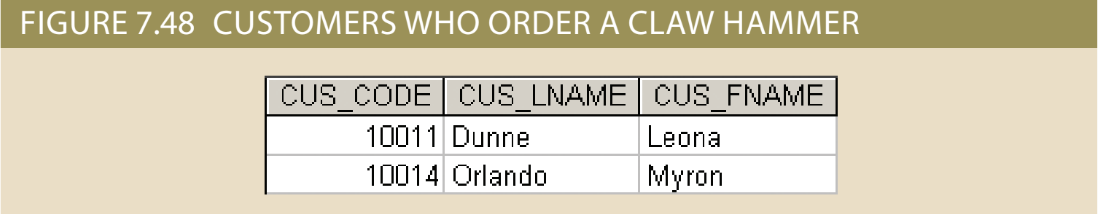 FIGURE 7.48 CUSTOMERS WHO ORDER A CLAW HAMMER
CUS_CODE CUS_LNAME CUS_FNAME
10011 Dunne Leona
10014 Orlando Myron